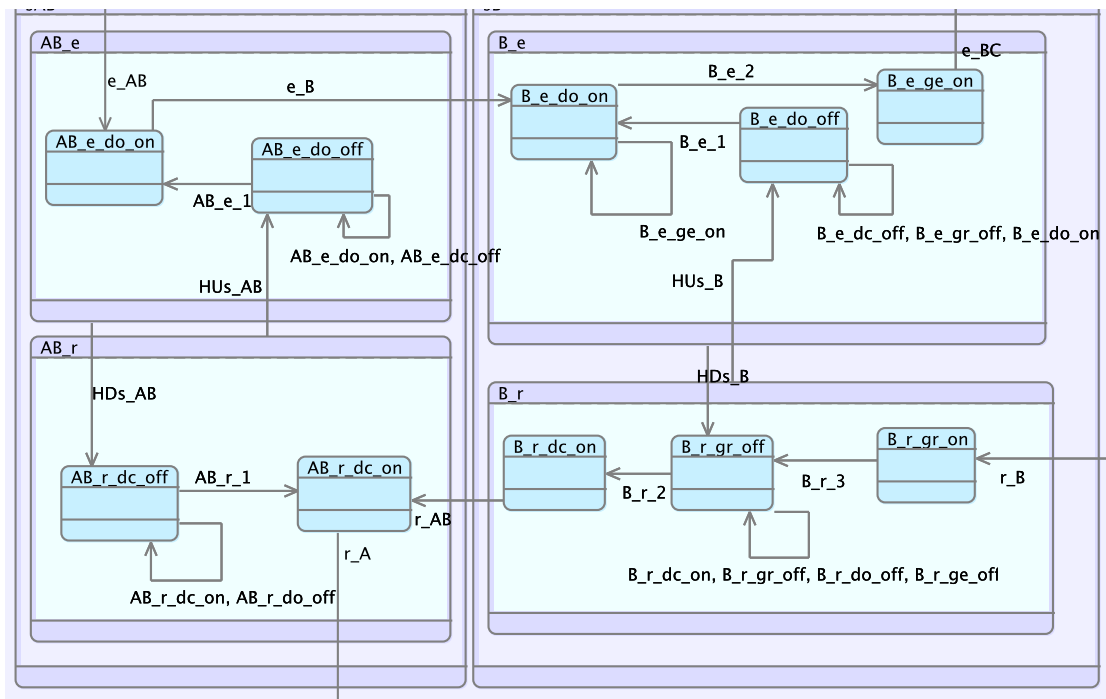 AB_e
e_AB
e_B
AB_e_do_on
AB_e_do_off
AB_e_1
AB_e_do_on, AB_e_dc_off
HUs_AB
AB_r
HDs_AB
AB_r_dc_off
AB_r_1
AB_r_dc_on
r_AB
r_A
AB_r_dc_on, AB_r_do_off
B_e
e_BC
B_e_2
B_e_do_on
B_e_ge_on
B_e_do_off
B_e_1
B_e_ge_on
B_e_dc_off, B_e_gr_off, B_e_do_on
HUs_B
HDs_B
B_r
B_r_dc_on
B_r_gr_off
B_r_gr_on
B_r_2
B_r_3
r_B
B_r_dc_on, B_r_gr_off, B_r_do_off, B_r_ge_off